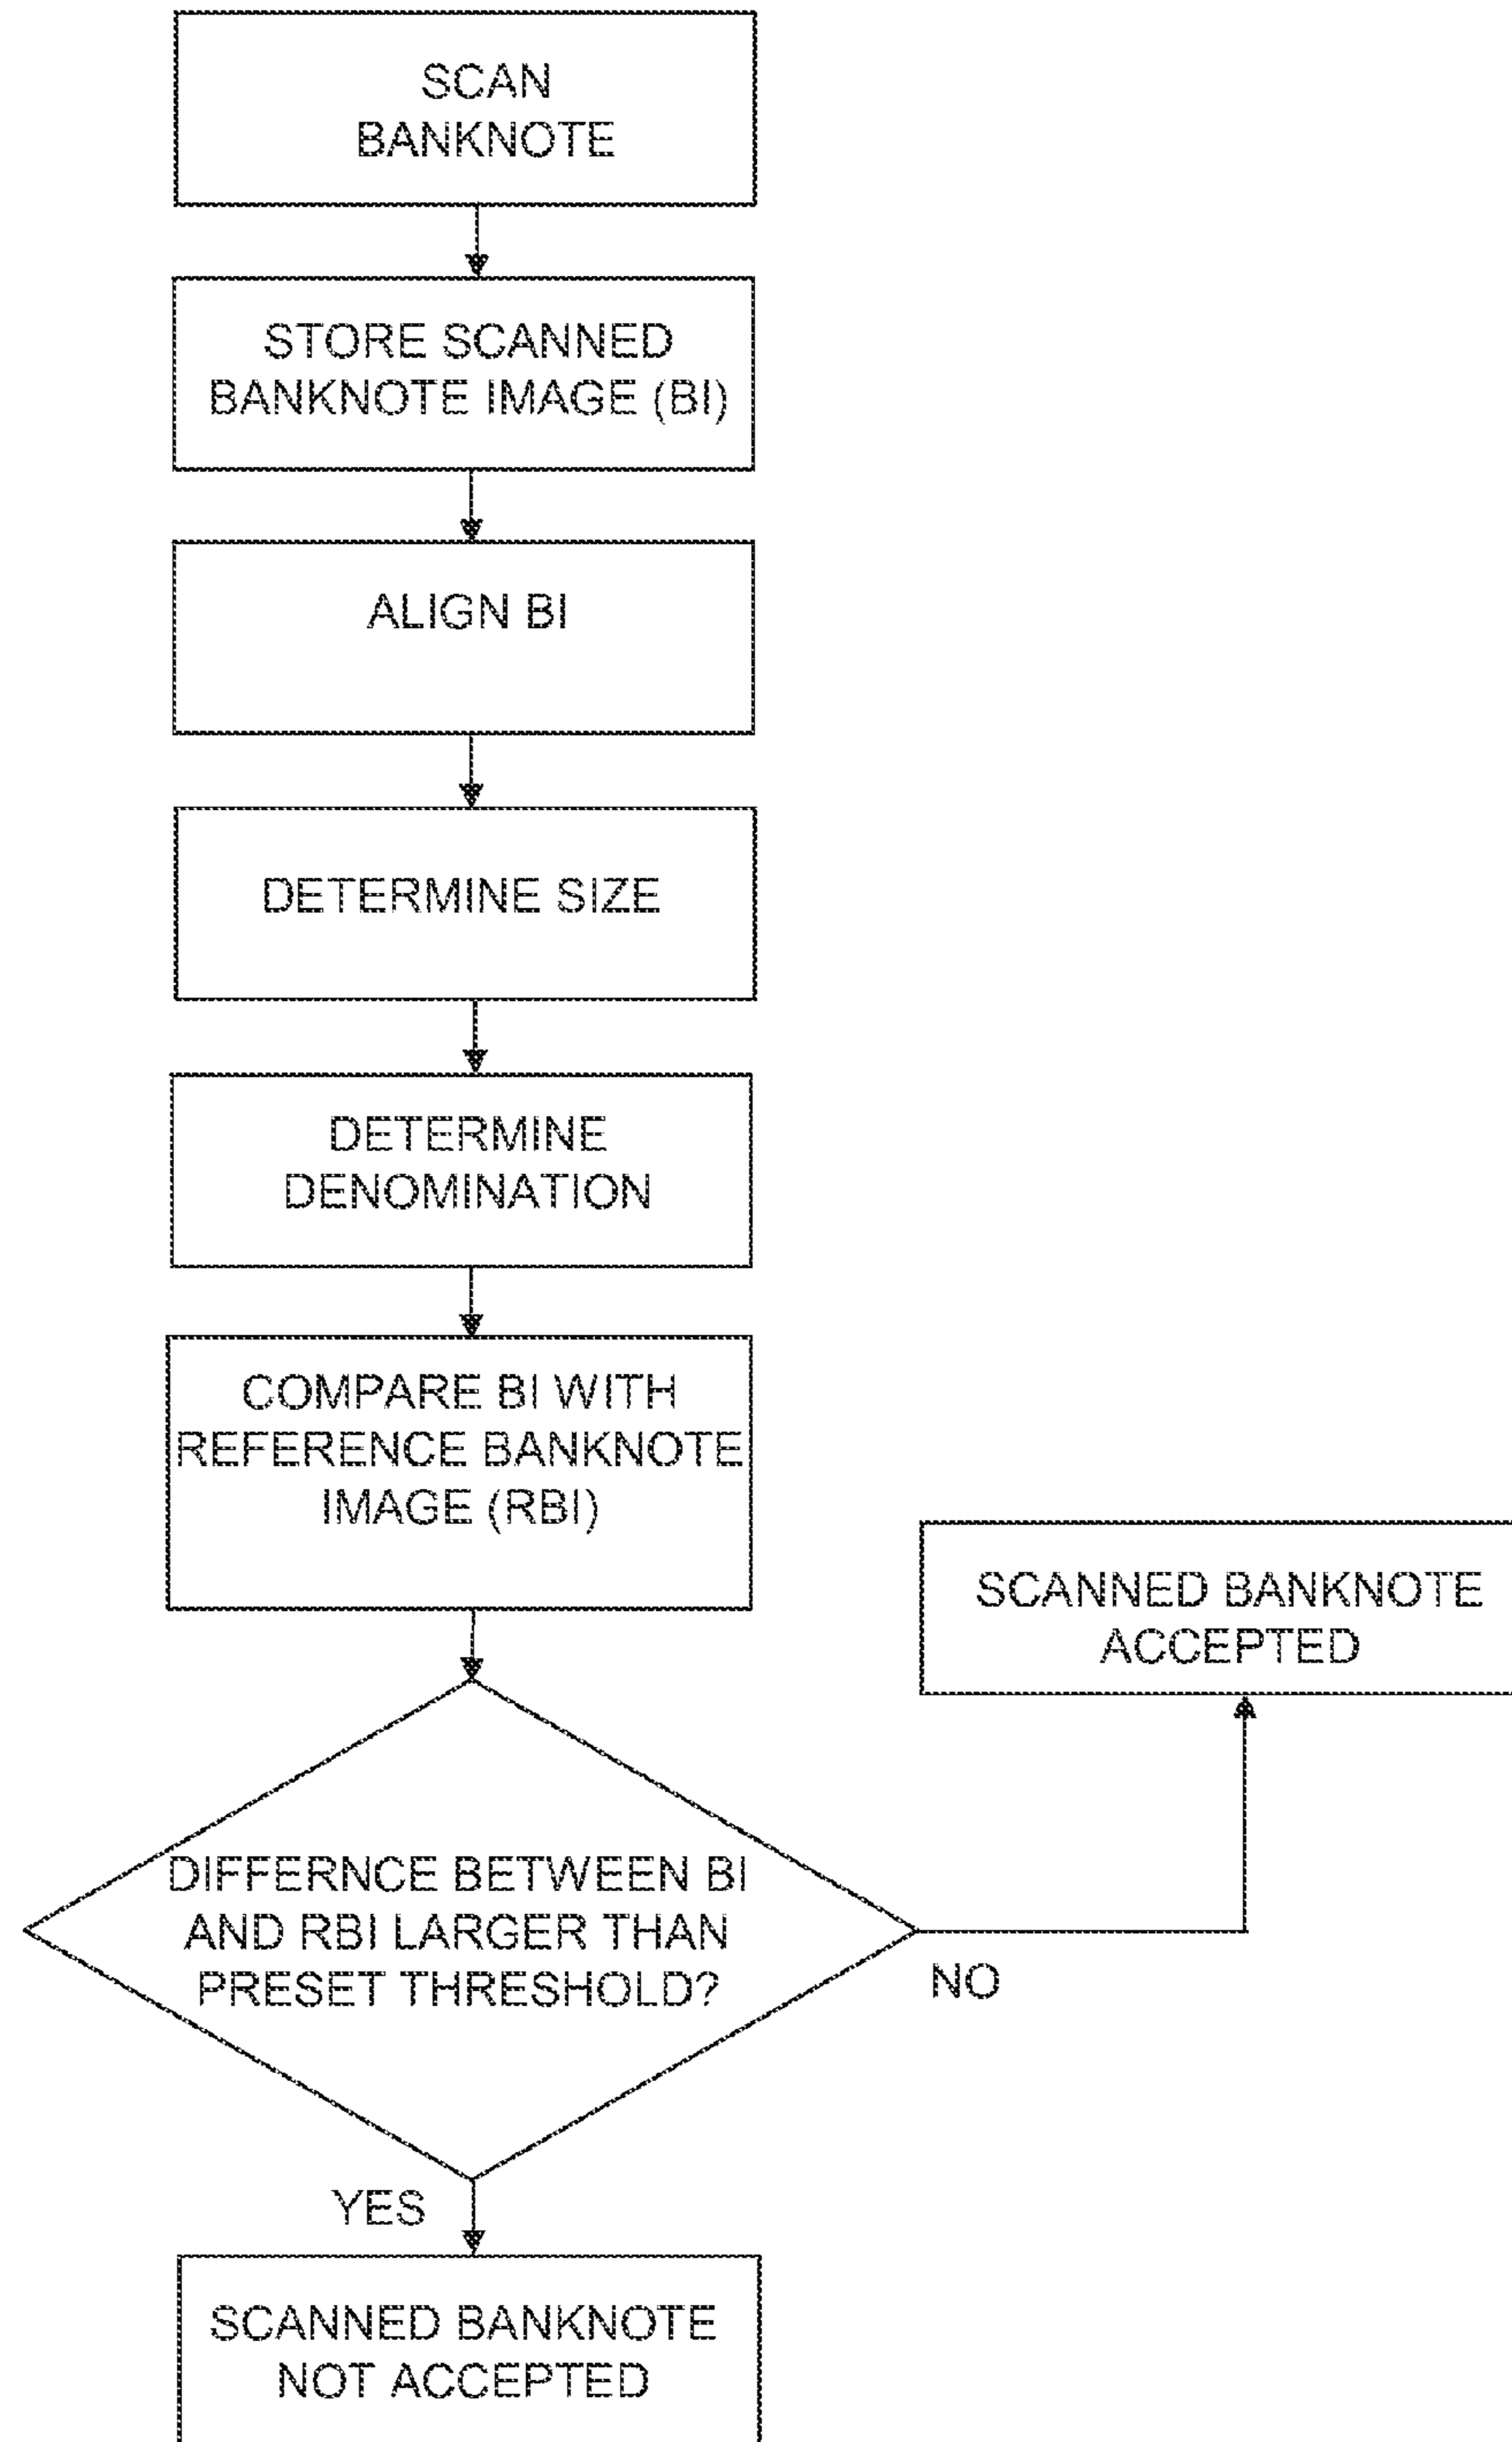 SCAN
BANKNOTE
STORE SCANNED
BANKNOTE IMAGE (BI)
ALIGN BI
DETERMINE SIZE
DETERMINE
DENOMINATION
COMPARE BI WITH
REFERENCE BANKNOTE
IMAGE (RBI)
SCANNED BANKNOTE
ACCEPTED
DIFFERNCE BETWEEN BI
AND RBI LARGER THAN
PRESET THRESHOLD?
NO
YES
SCANNED BANKNOTE
NOT ACCEPTED